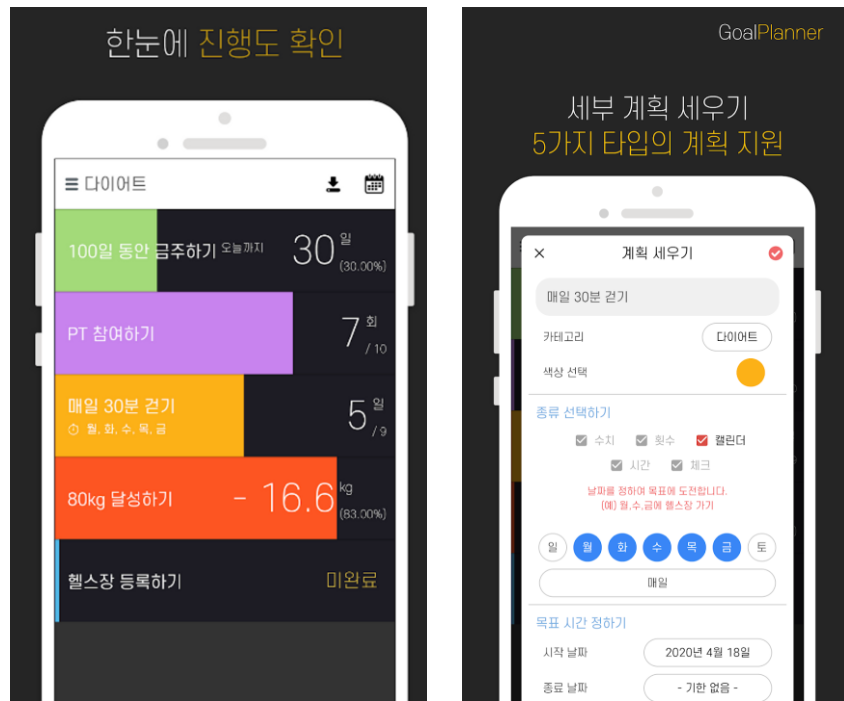 한눈에 진행도 확인
다이어트
100일 동안 금주하기 오늘까지 30 일 (30.00%)
PT 참여하기 7 회 / 10
매일 30분 걷기
월, 화, 수, 목, 금
5 일 / 9
80kg 달성하기 - 16.6 kg (83.00%)
헬스장 등록하기 미완료
GoalPlanner
세부 계획 세우기
5가지 타입의 계획 지원
계획 세우기
매일 30분 걷기
카테고리 다이어트
색상 선택
종류 선택하기
수치 횟수 캘린더
시간 체크
날짜를 정하여 목표에 도전합니다.
(예) 월,수,금에 헬스장 가기
일 월 화 수 목 금 토
매일
목표 시간 정하기
시작 날짜 2020년 4월 18일
종료 날짜 - 기한 없음 -